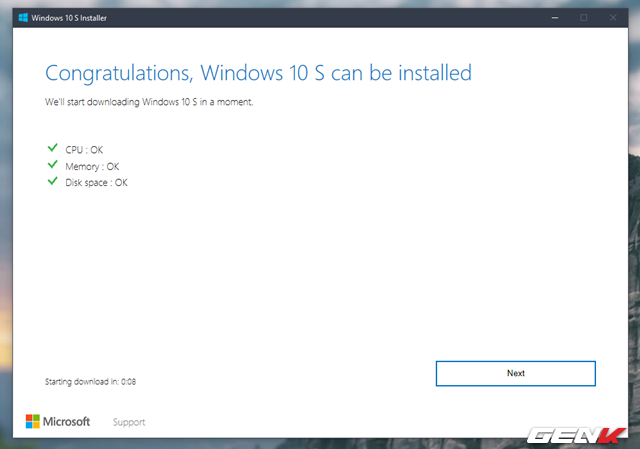 Windows 10 S Installer
Congratulations, Windows 10 S can be installed
We'll start downloading Windows 10 S in a moment.
CPU : OK
Memory : OK
Disk space : OK
Next
Starting download in: 0:08
Microsoft
Support
GENK